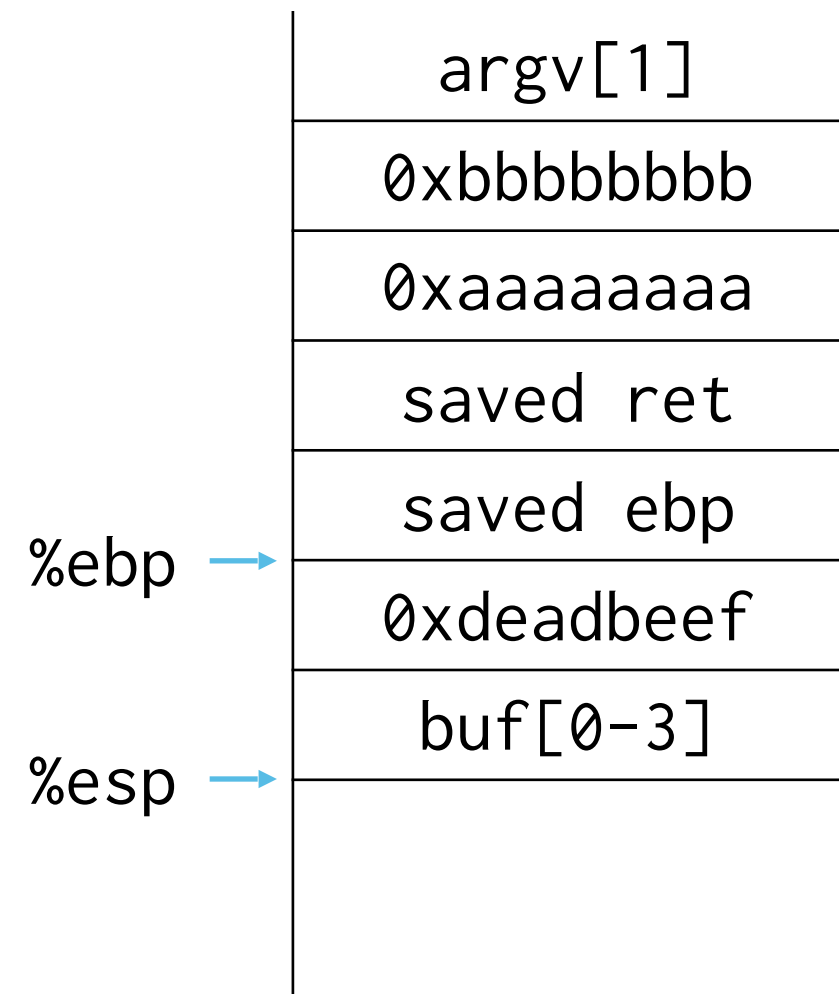 argv[1]
0xbbbbbbbb
0xaaaaaaaa
saved ret
saved ebp
%ebp
0xdeadbeef
buf[0-3]
%esp